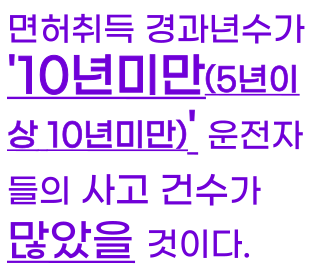 면허취득 경과년수가
'10년미만(5년이
상 10년미만)' 운전자
들의 사고 건수가
많았을 것이다.